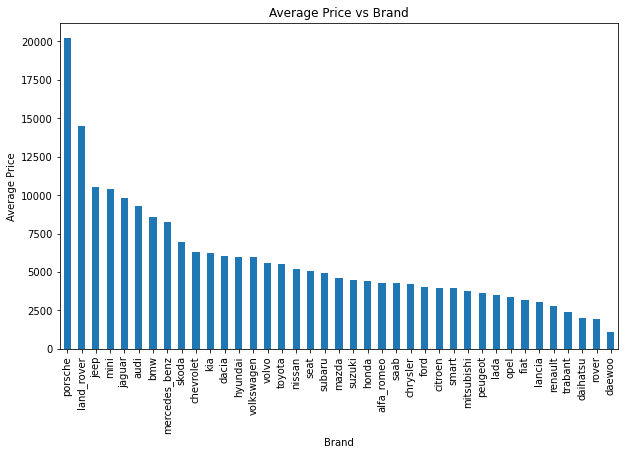 Average Price vs Brand
20000
17500
15000
12500
10000
7500
5000
2500
0
Average Price
porsche
land_rover
jeep
mini
jaguar
audi
bmw
mercedes_benz
skoda
chevrolet
kia
dacia
hyundai
volkswagen
volvo
toyota
nissan
seat
subaru
mazda
suzuki
honda
alfa_romeo
saab
chrysler
ford
citroen
smart
mitsubishi
peugeot
lada
opel
fiat
lancia
renault
trabant
daihatsu
rover
daewoo
Brand